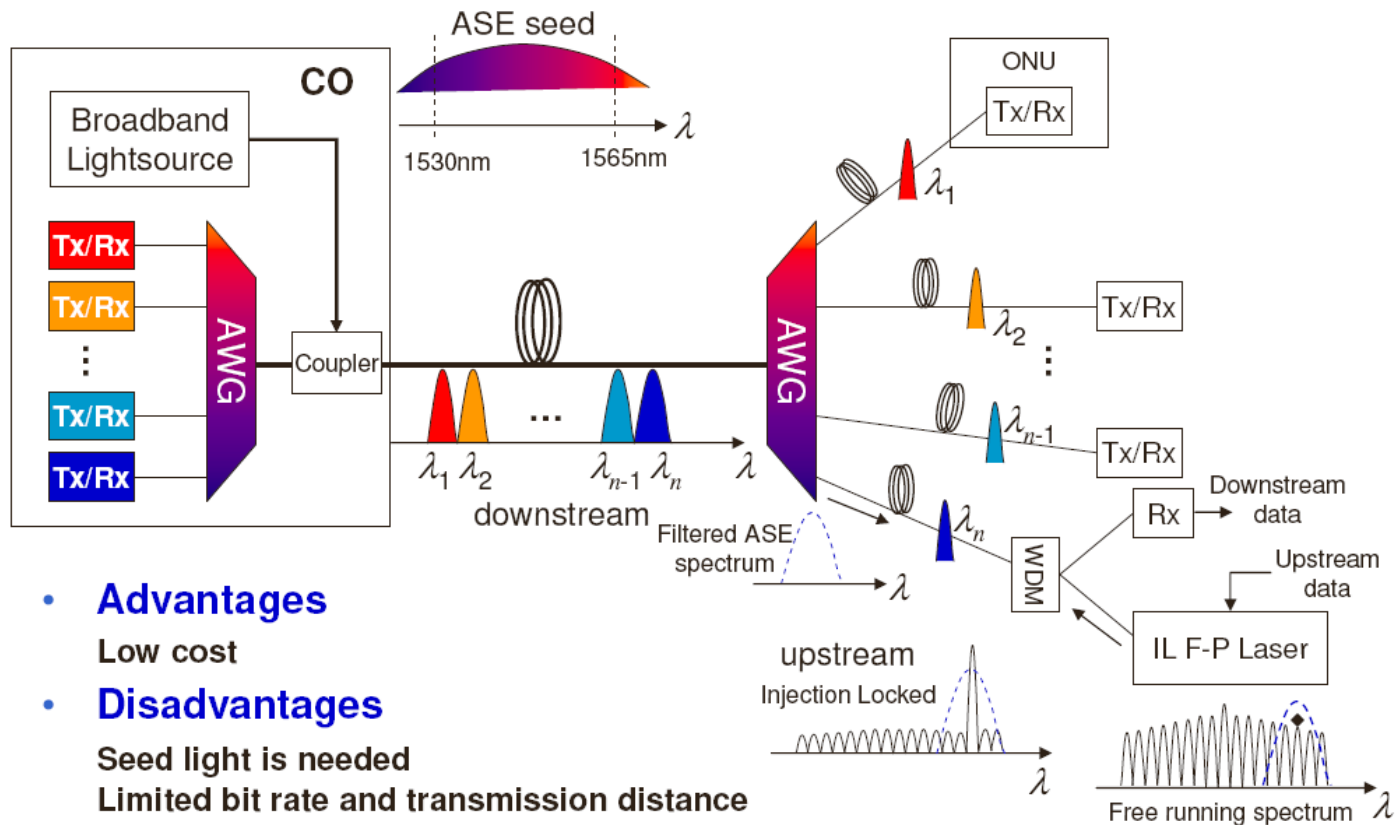 ASE seed
CO
Broadband
Lightsource
λ
1530nm
1565nm
ONU
Tx/Rx
λ1
Tx/Rx
Tx/Rx
...
Tx/Rx
Tx/Rx
AWG
Coupler
AWG
λ2
Tx/Rx
...
λn-1
Tx/Rx
...
λ1 λ2 λn-1 λn λ
downstream
Filtered ASE
spectrum
λ
λn
WDM
Rx
Downstream
data
Upstream
data
IL F-P Laser
• Advantages
Low cost
• Disadvantages
Seed light is needed
Limited bit rate and transmission distance
upstream
Injection Locked
λ
Free running spectrum
λ